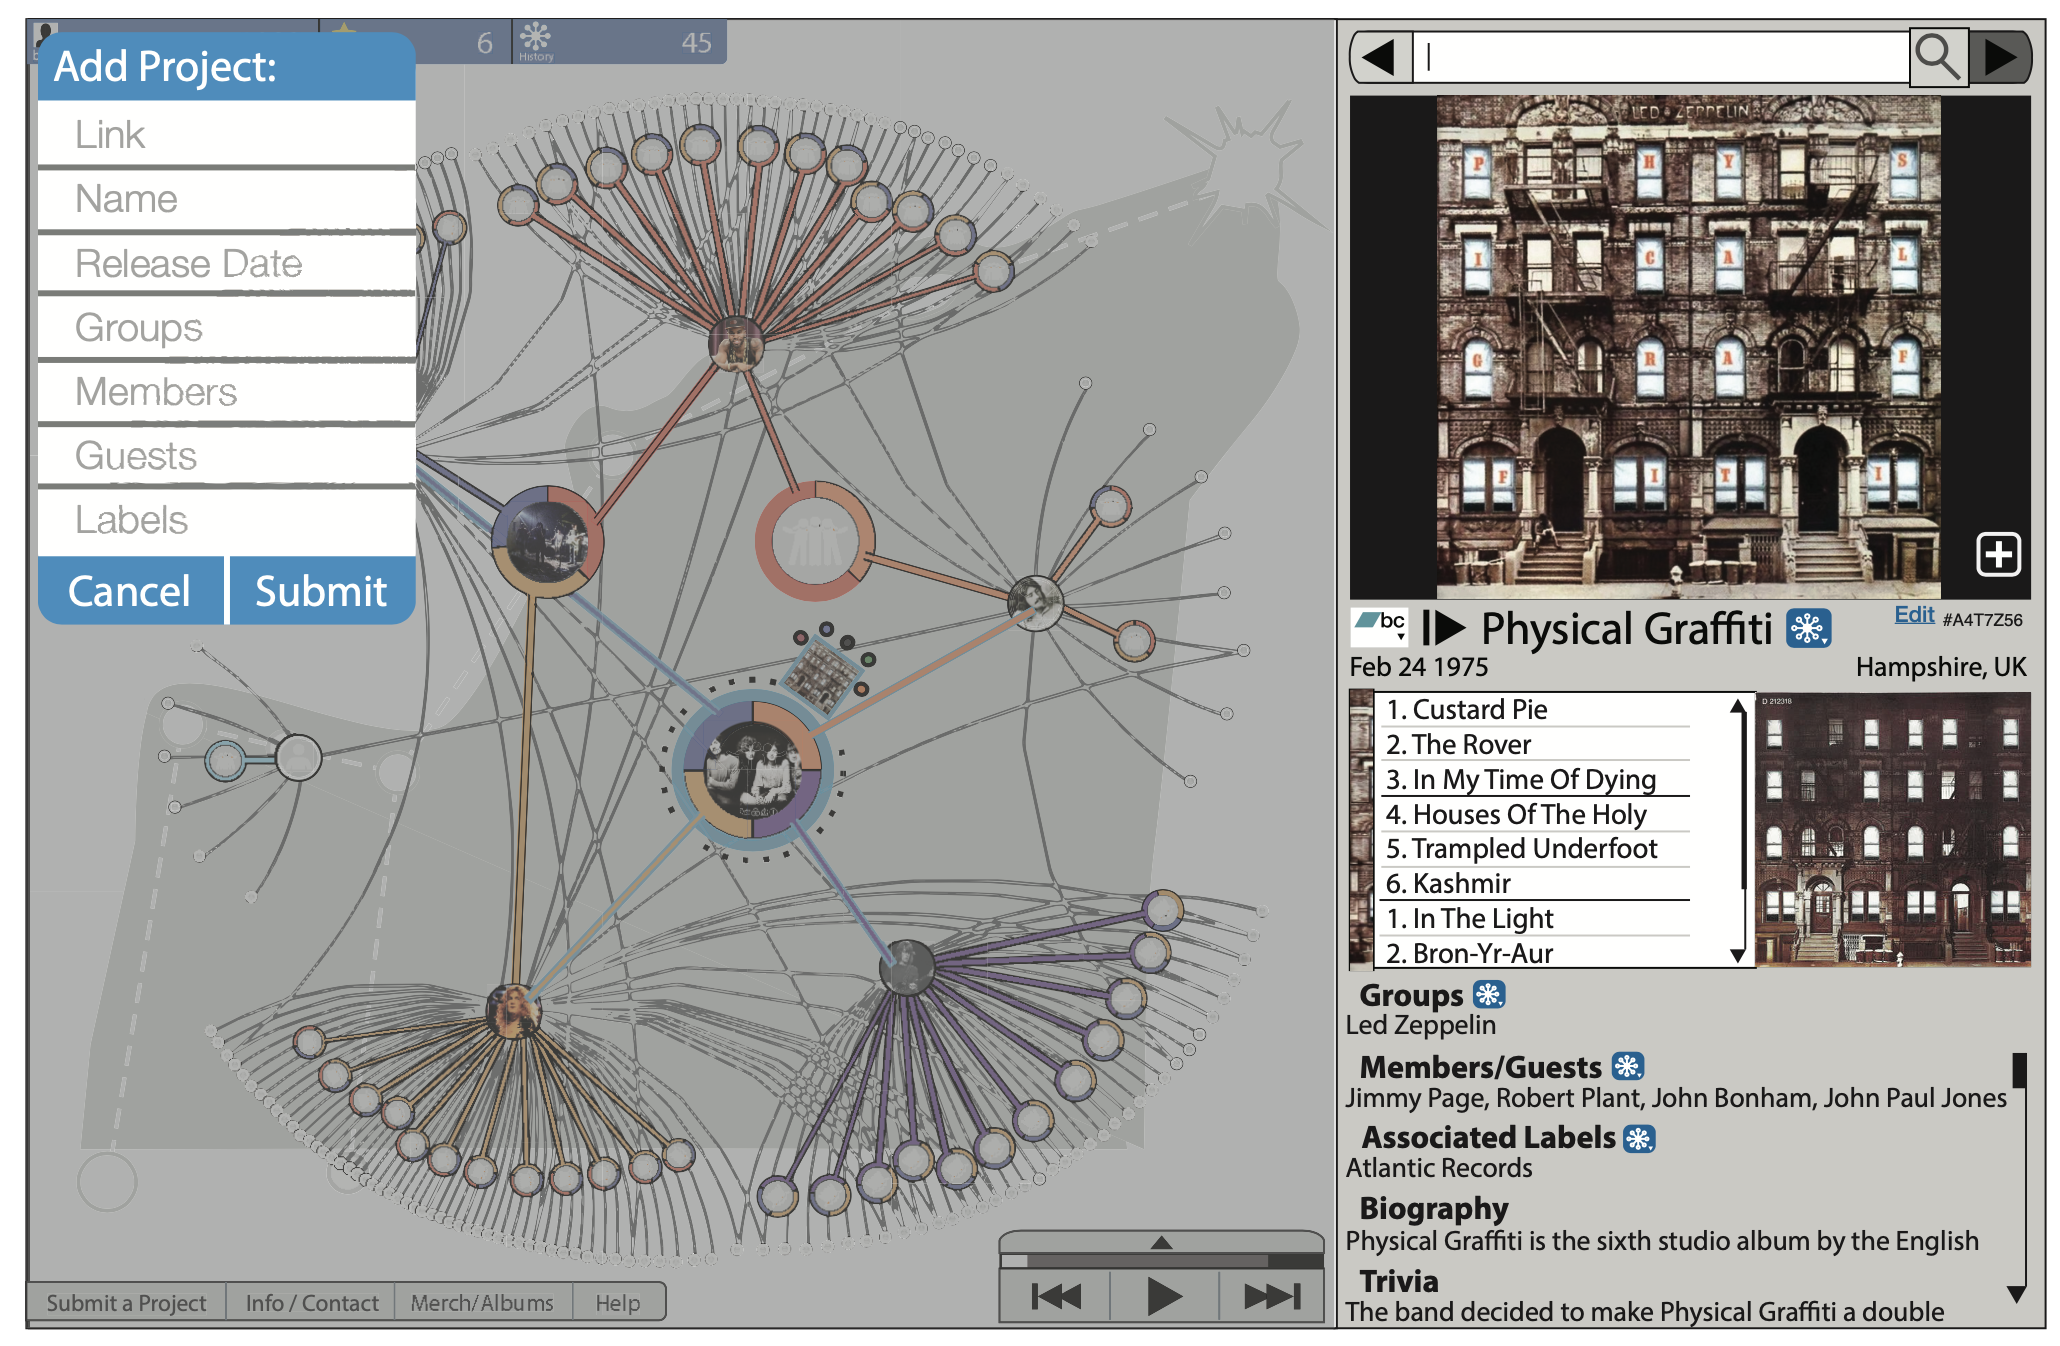 6
History
45
Add Project:
Link
Name
Release Date
Groups
Members
Guests
Labels
Cancel
Submit
Submit a Project
Info / Contact
Merch/Albums
Help
LED ZEPPELIN
P H Y S
I C A L
G R A F
F I T I
bc
Physical Graffiti
Edit #A4T7Z56
Feb 24 1975
Hampshire, UK
1. Custard Pie
2. The Rover
3. In My Time Of Dying
4. Houses Of The Holy
5. Trampled Underfoot
6. Kashmir
1. In The Light
2. Bron-Yr-Aur
D 212318
Groups
Led Zeppelin
Members/Guests
Jimmy Page, Robert Plant, John Bonham, John Paul Jones
Associated Labels
Atlantic Records
Biography
Physical Graffiti is the sixth studio album by the English
Trivia
The band decided to make Physical Graffiti a double